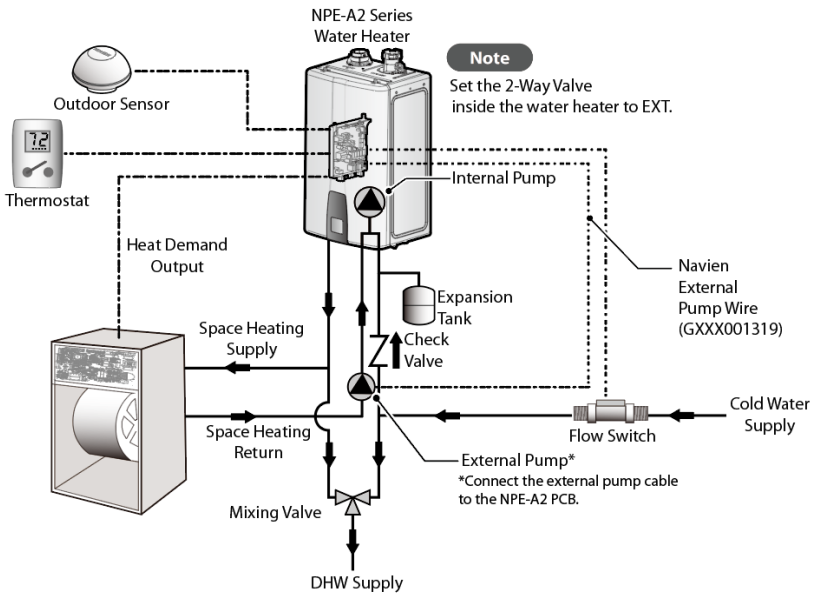 NPE-A2 Series
Water Heater
Note
Set the 2-Way Valve
inside the water heater to EXT.
Outdoor Sensor
72
Thermostat
Internal Pump
Heat Demand
Output
Navien
External
Pump Wire
(GXXX001319)
Expansion
Tank
Space Heating
Supply
Check
Valve
Cold Water
Supply
Flow Switch
Space Heating
Return
External Pump*
*Connect the external pump cable
to the NPE-A2 PCB.
Mixing Valve
DHW Supply